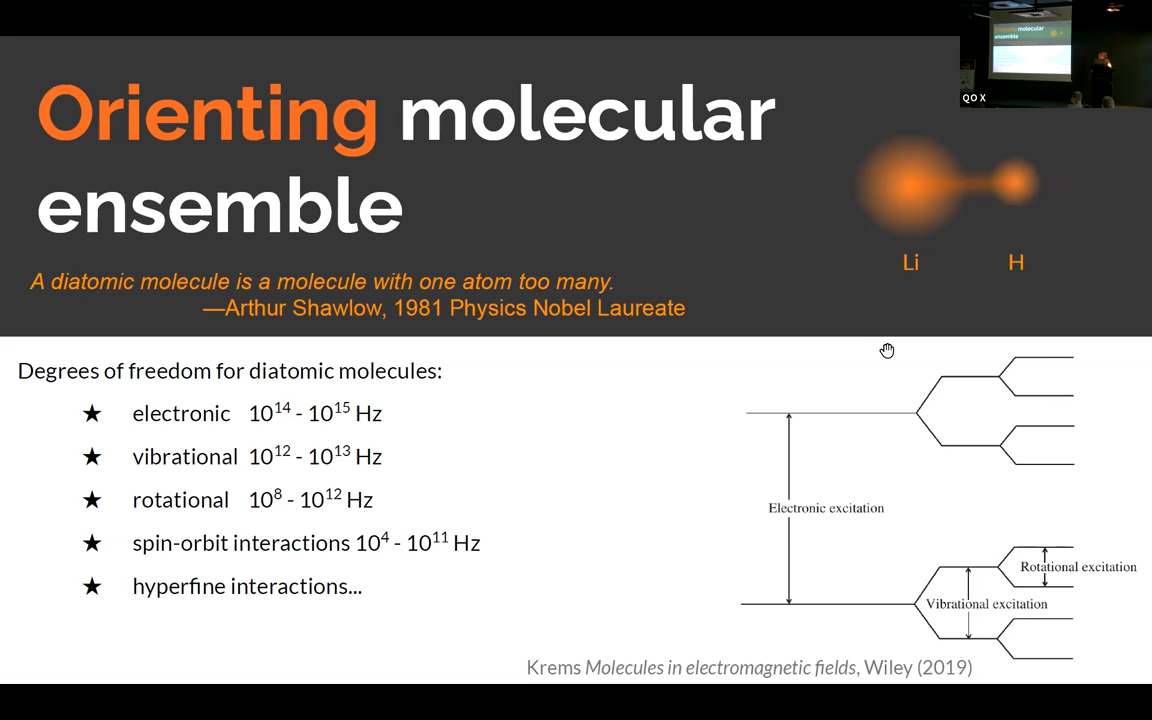 Orienting molecular
ensemble
A diatomic molecule is a molecule with one atom too many.
—Arthur Shawlow, 1981 Physics Nobel Laureate
Li H
QO X
molecular
ensemble
Degrees of freedom for diatomic molecules:
★ electronic 10¹⁴ - 10¹⁵ Hz
★ vibrational 10¹² - 10¹³ Hz
★ rotational 10⁸ - 10¹² Hz
★ spin-orbit interactions 10⁴ - 10¹¹ Hz
★ hyperfine interactions...
Electronic excitation
Rotational excitation
Vibrational excitation
Krems Molecules in electromagnetic fields, Wiley (2019)